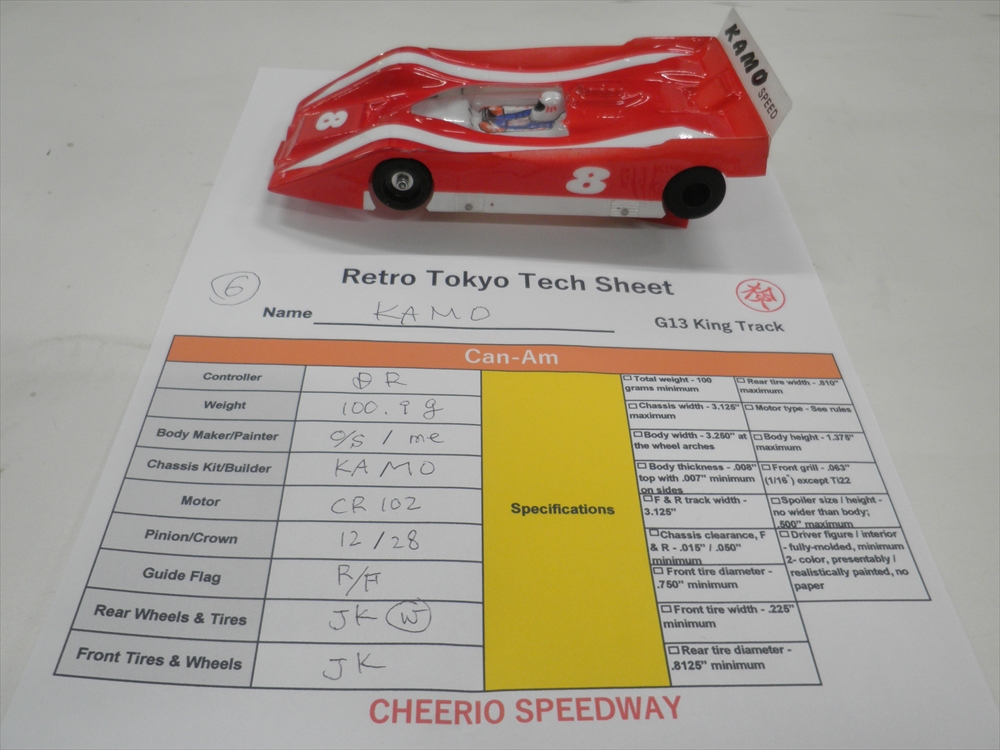 KAMO
SPEED
8
8
Retro Tokyo Tech Sheet
6
Name KAMO
G13 King Track
Can-Am
Controller
Weight 100.9 g
Body Maker/Painter O/S / me
Chassis Kit/Builder KAMO
Motor CR 102
Pinion/Crown 12/28
Guide Flag
Rear Wheels & Tires JK W
Front Tires & Wheels JK
Specifications
Total weight - 100
grams minimum
Chassis width - 3.125"
maximum
Body width - 3.250" at
the wheel arches
Body thickness - .008"
top with .007" minimum
on sides
F & R track width -
3.125"
Chassis clearance, F
& R - .015" / .050"
minimum
Front tire diameter -
.750" minimum
Front tire width - .225"
minimum
Rear tire diameter -
.8125" minimum
Rear tire width - .810"
maximum
Motor type - See rules
Body height - 1.375"
maximum
Front grill - .063"
(1/16") except Ti22
Spoiler size / height -
no wider than body;
.500" maximum
Driver figure / interior
- fully-molded, minimum
2- color, presentably /
realistically painted, no
paper
CHEERIO SPEEDWAY